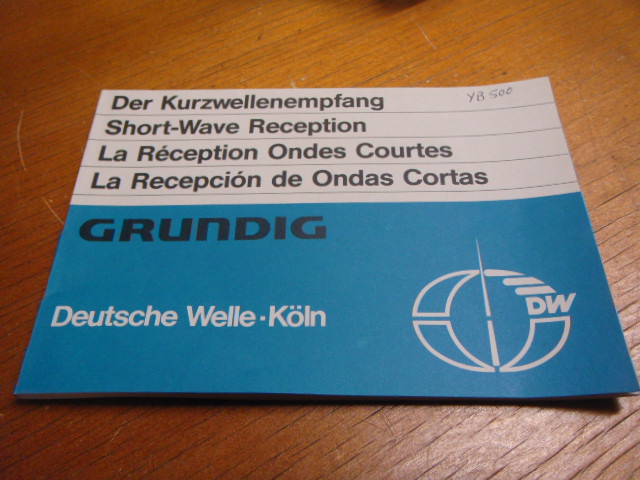 YB 500
Der Kurzwellenempfang
Short-Wave Reception
La Réception Ondes Courtes
La Recepción de Ondas Cortas
GRUNDIG
Deutsche Welle·Köln
DW